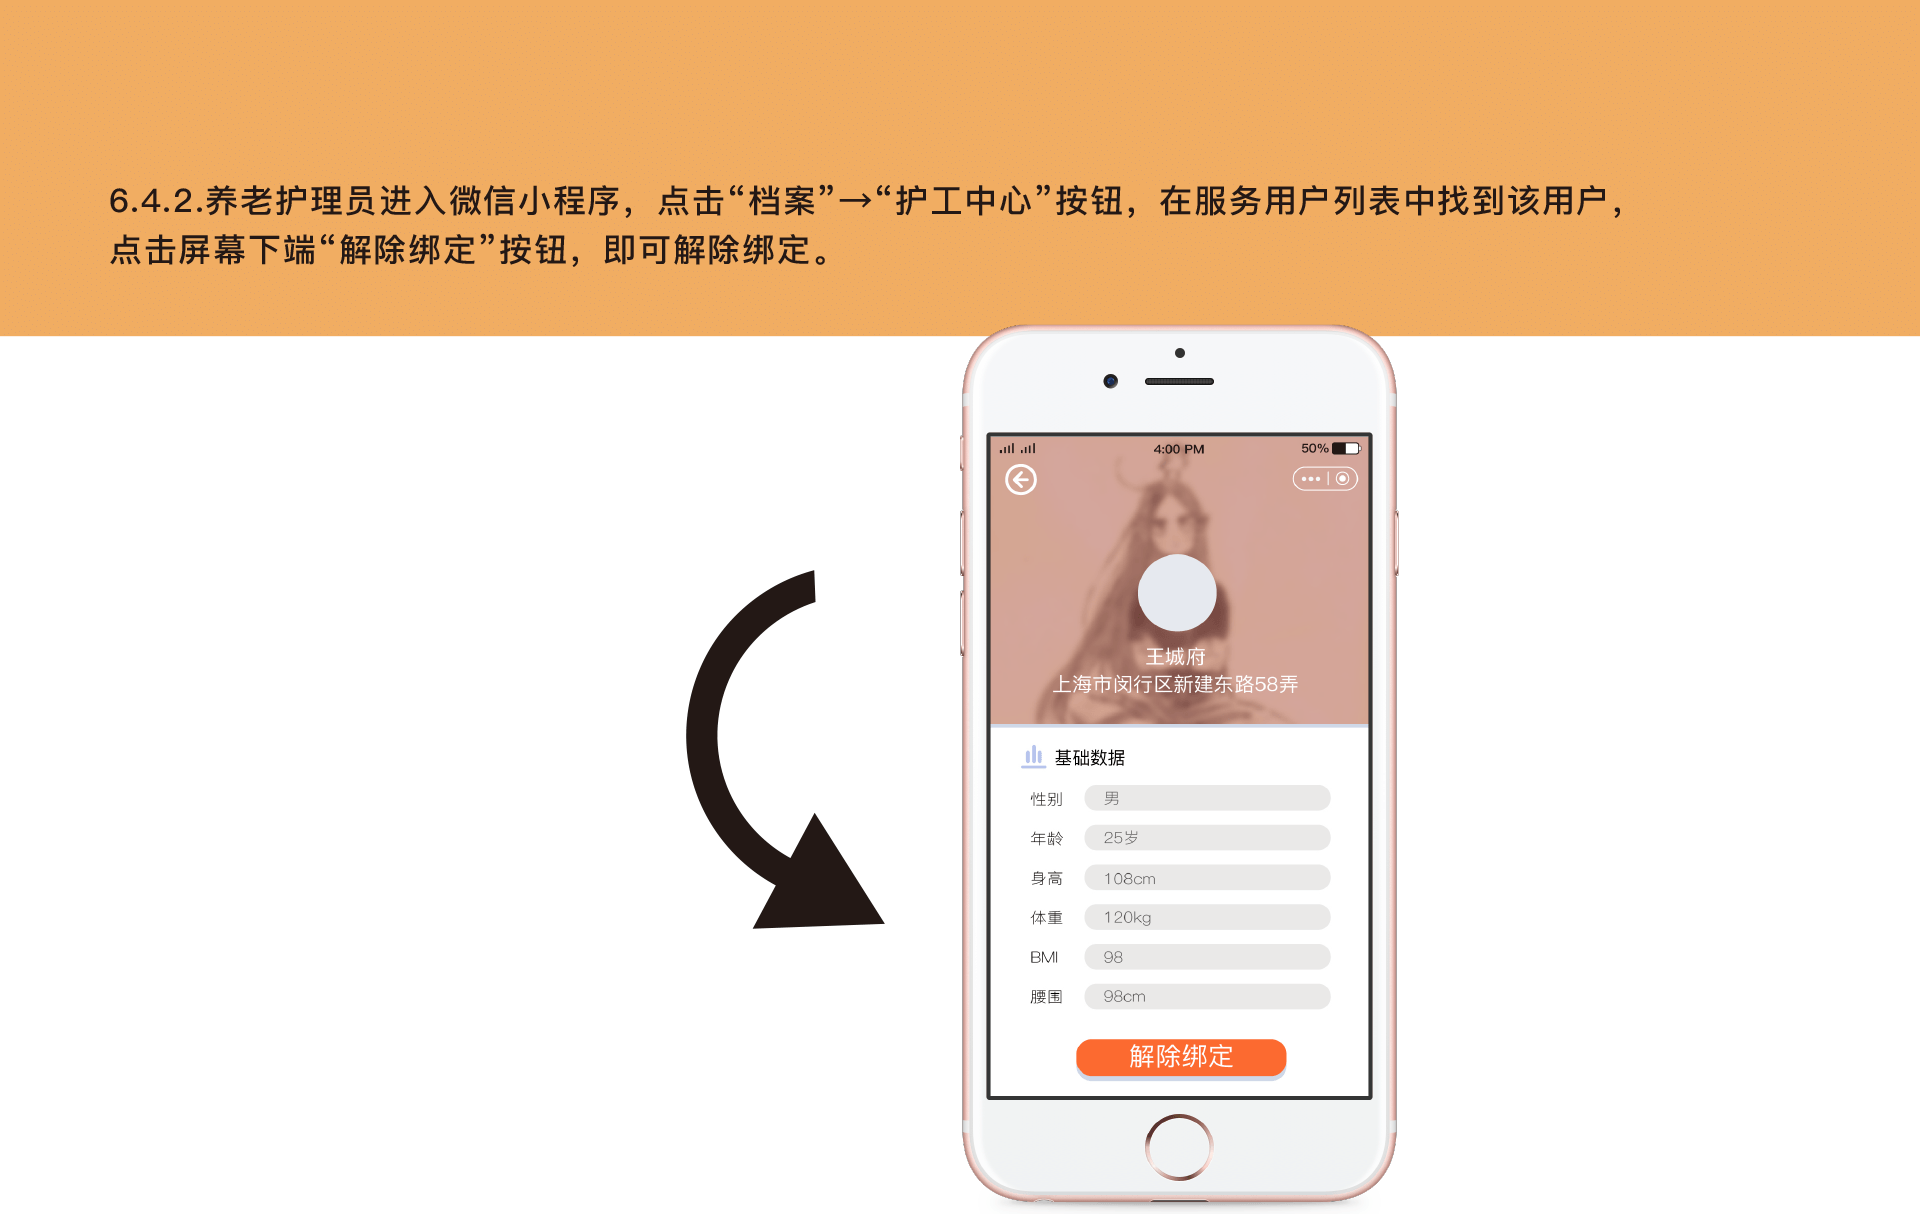 6.4.2.养老护理员进入微信小程序，点击“档案”→“护工中心”按钮，在服务用户列表中找到该用户，
点击屏幕下端“解除绑定”按钮，即可解除绑定。
4:00 PM
50%
王城府
上海市闵行区新建东路58弄
基础数据
性别 男
年龄 25岁
身高 108cm
体重 120kg
BMI 98
腰围 98cm
解除绑定